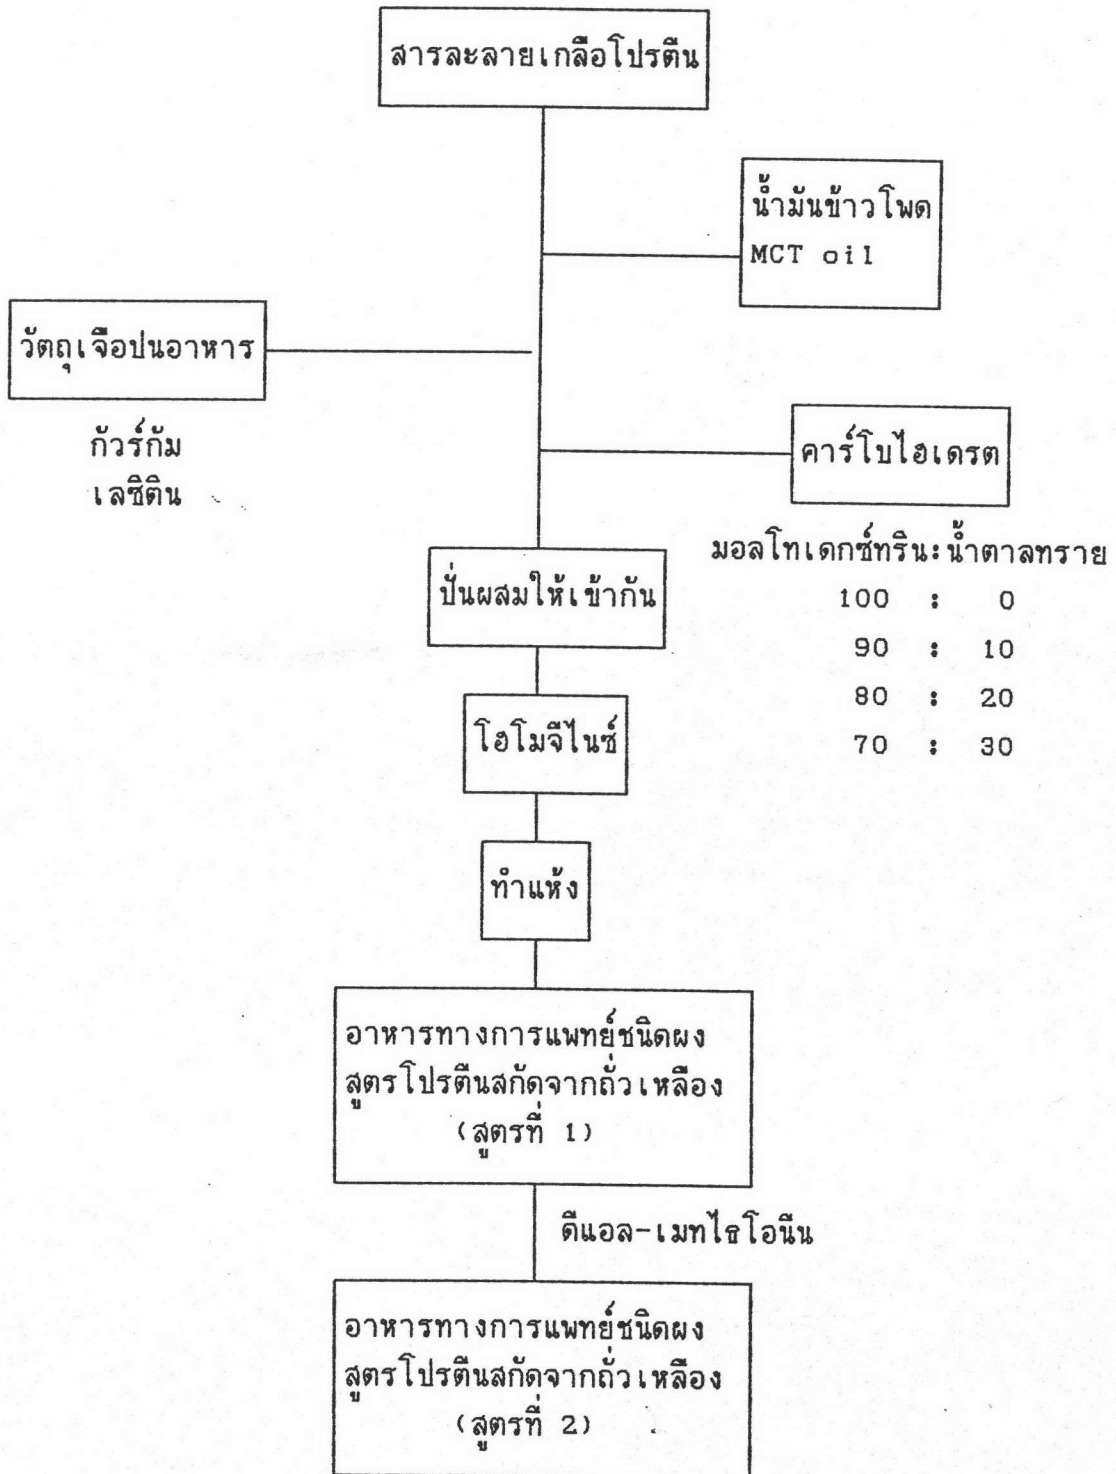 สารละลายเกลือโปรตีน
น้ำมันข้าวโพด
MCT oil
วัตถุเจือปนอาหาร
กัวร์กัม
เลซิติน
คาร์โบไฮเดรต
มอลโทเดกซ์ทริน:น้ำตาลทราย
100 : 0
90 : 10
80 : 20
70 : 30
ปั่นผสมให้เข้ากัน
โฮโมจีไนซ์
ทำแห้ง
อาหารทางการแพทย์ชนิดผง
สูตรโปรตีนสกัดจากถั่วเหลือง
(สูตรที่ 1)
ดีแอล-เมทไธโอนีน
อาหารทางการแพทย์ชนิดผง
สูตรโปรตีนสกัดจากถั่วเหลือง
(สูตรที่ 2)